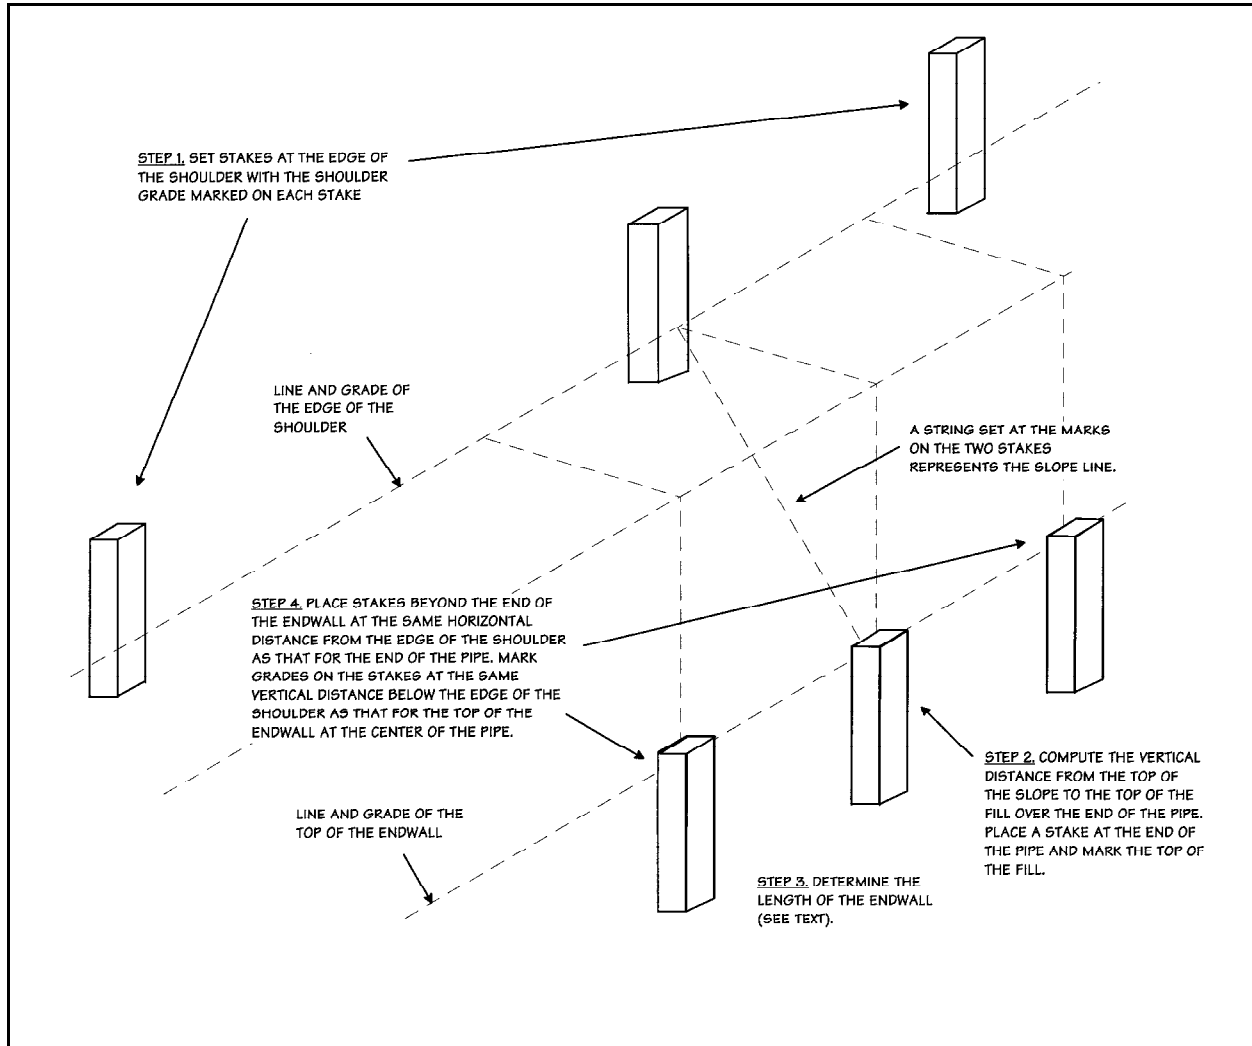 STEP 1. SET STAKES AT THE EDGE OF
THE SHOULDER WITH THE SHOULDER
GRADE MARKED ON EACH STAKE
LINE AND GRADE OF
THE EDGE OF THE
SHOULDER
A STRING SET AT THE MARKS
ON THE TWO STAKES
REPRESENTS THE SLOPE LINE.
STEP 4. PLACE STAKES BEYOND THE END OF
THE ENDWALL AT THE SAME HORIZONTAL
DISTANCE FROM THE EDGE OF THE SHOULDER
AS THAT FOR THE END OF THE PIPE. MARK
GRADES ON THE STAKES AT THE SAME
VERTICAL DISTANCE BELOW THE EDGE OF THE
SHOULDER AS THAT FOR THE TOP OF THE
ENDWALL AT THE CENTER OF THE PIPE.
STEP 2. COMPUTE THE VERTICAL
DISTANCE FROM THE TOP OF
THE SLOPE TO THE TOP OF THE
FILL OVER THE END OF THE PIPE.
PLACE A STAKE AT THE END OF
THE PIPE AND MARK THE TOP OF
THE FILL.
LINE AND GRADE OF THE
TOP OF THE ENDWALL
STEP 3. DETERMINE THE
LENGTH OF THE ENDWALL
(SEE TEXT).